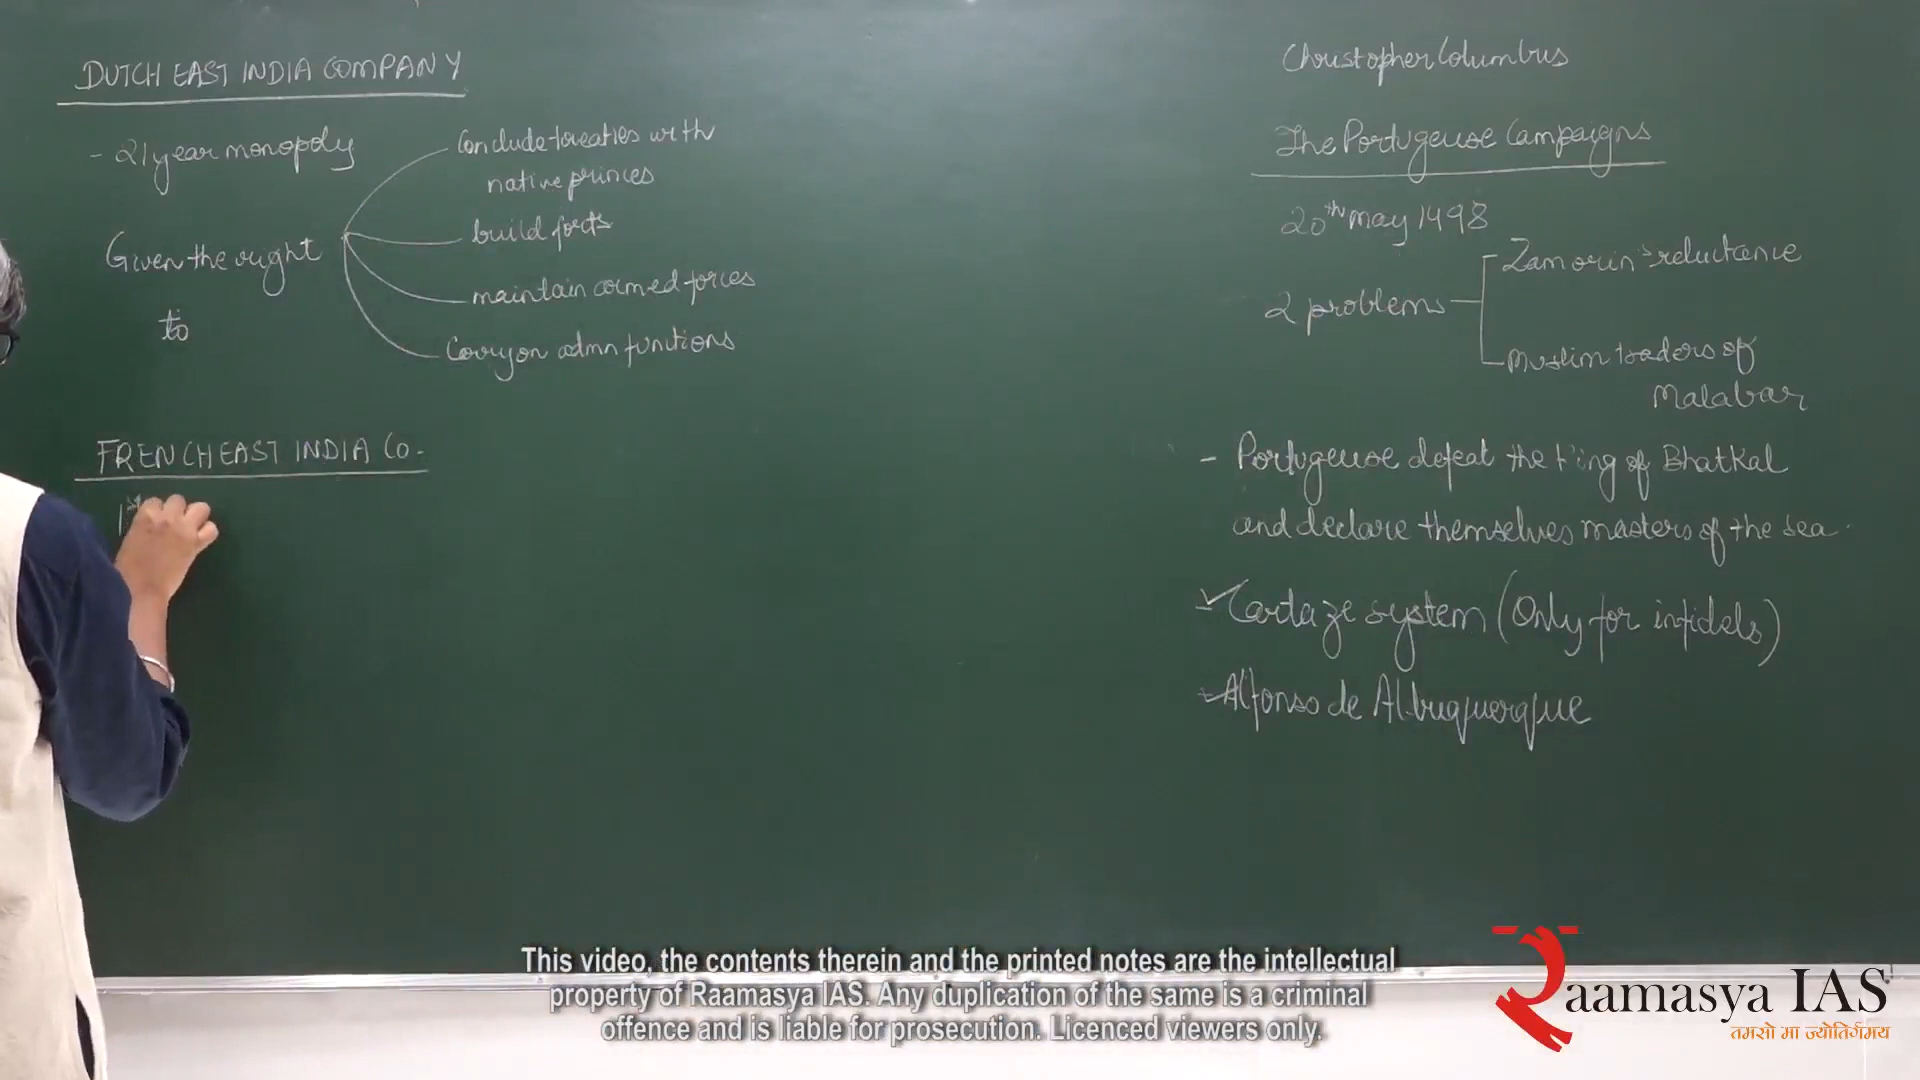 DUTCH EAST INDIA COMPANY
- 21 year monopoly
Given the right
to
Conclude treaties with
native princes
build forts
maintain armed forces
Carry on admn functions
FRENCH EAST INDIA CO.
1st
Christopher Columbus
The Portugeuse Campaigns
20th may 1498
2 problems
Zamorin's reluctance
Muslim traders of
Malabar
- Portugeuse defeat the King of Bhatkal
and declare themselves masters of the sea.
- Cartaze system (Only for infidels)
- Alfonso de Albuquerque
This video, the contents therein and the printed notes are the intellectual
property of Raamasya IAS. Any duplication of the same is a criminal
offence and is liable for prosecution. Licenced viewers only.
Raamasya IAS
तमसो मा ज्योतिर्गमय